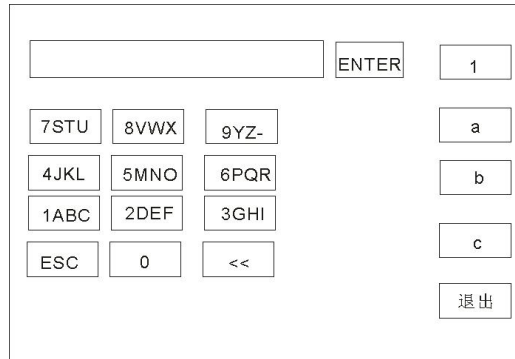 ENTER
1
7STU 8VWX 9YZ-
a
4JKL 5MNO 6PQR
b
1ABC 2DEF 3GHI
c
ESC 0 <<
退出